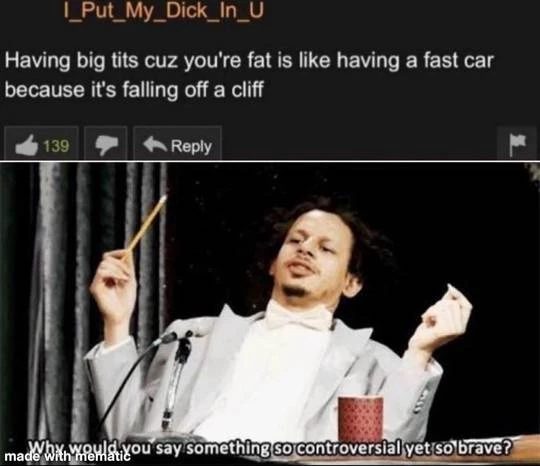 I_Put_My_Dick_In_U
Having big tits cuz you're fat is like having a fast car
because it's falling off a cliff
139
Reply
Why would you say something so controversial yet so brave?
made with mematic